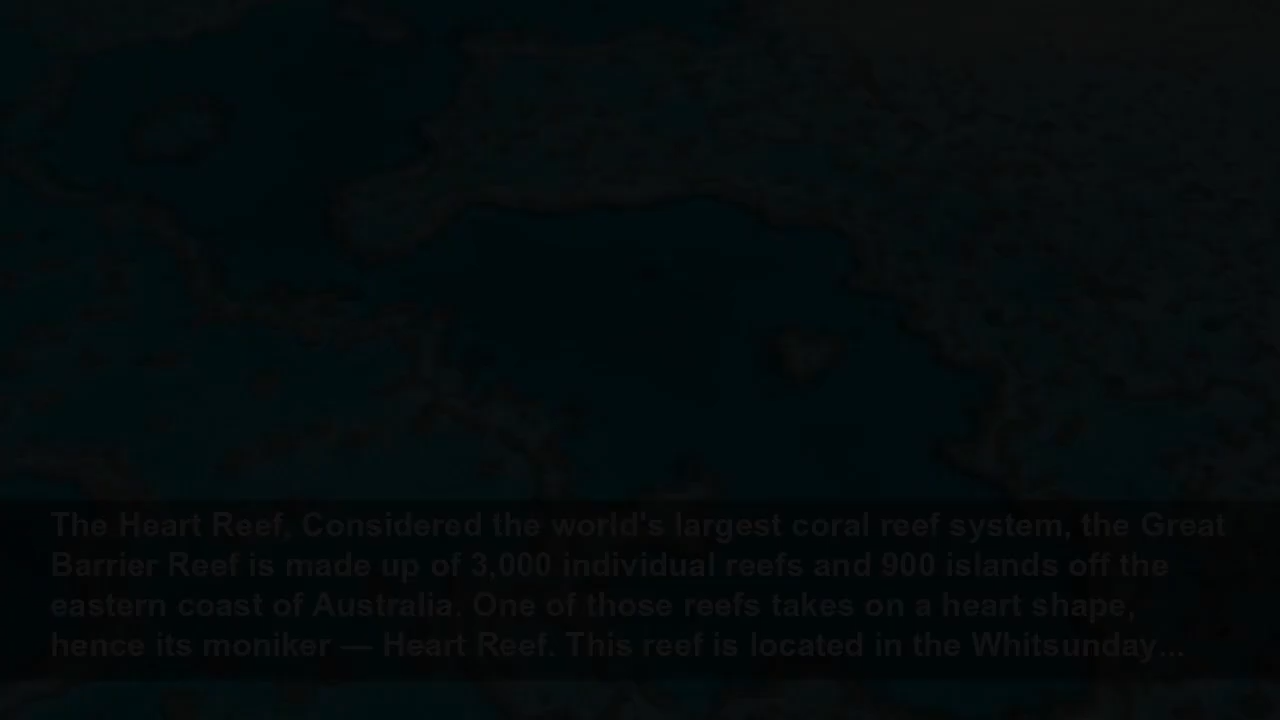 The Heart Reef, Considered the world's largest coral reef system, the Great
Barrier Reef is made up of 3,000 individual reefs and 900 islands off the
eastern coast of Australia. One of those reefs takes on a heart shape,
hence its moniker — Heart Reef. This reef is located in the Whitsunday...